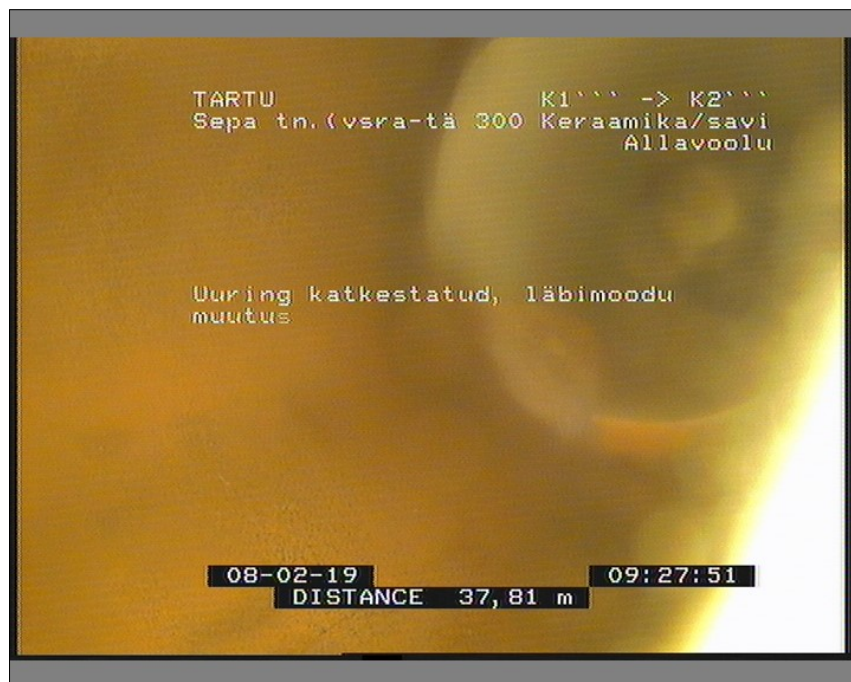 TARTU K1``` -> K2```
Sepa tn.(vsra-tä 300 Keraamika/savi
Allavoolu
Uuring katkestatud, läbimoodu
muutus
08-02-19 09:27:51
DISTANCE 37,81 m